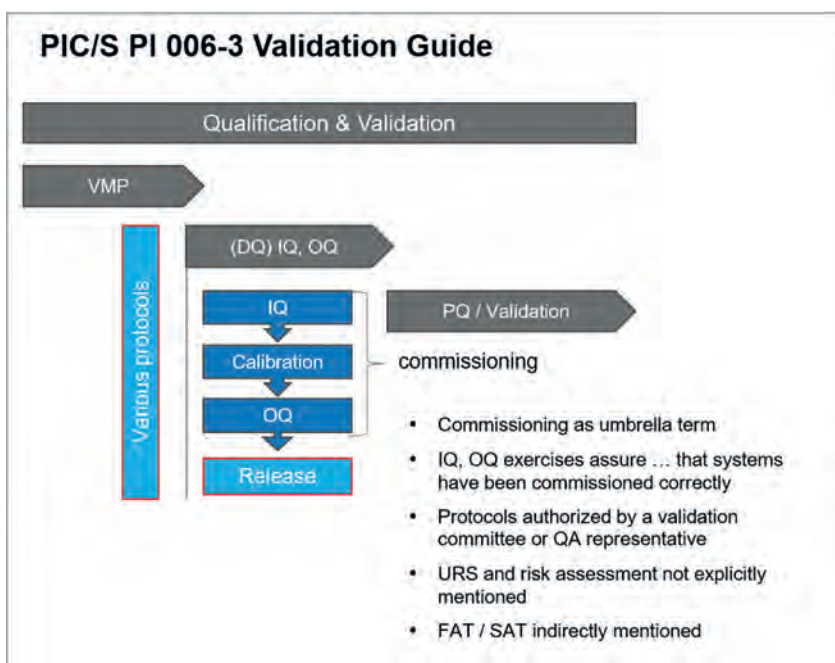 PIC/S PI 006-3 Validation Guide
Qualification & Validation
VMP
(DQ) IQ, OQ
Various protocols
IQ
PQ / Validation
Calibration
commissioning
OQ
Release
• Commissioning as umbrella term
• IQ, OQ exercises assure … that systems
have been commissioned correctly
• Protocols authorized by a validation
committee or QA representative
• URS and risk assessment not explicitly
mentioned
• FAT / SAT indirectly mentioned